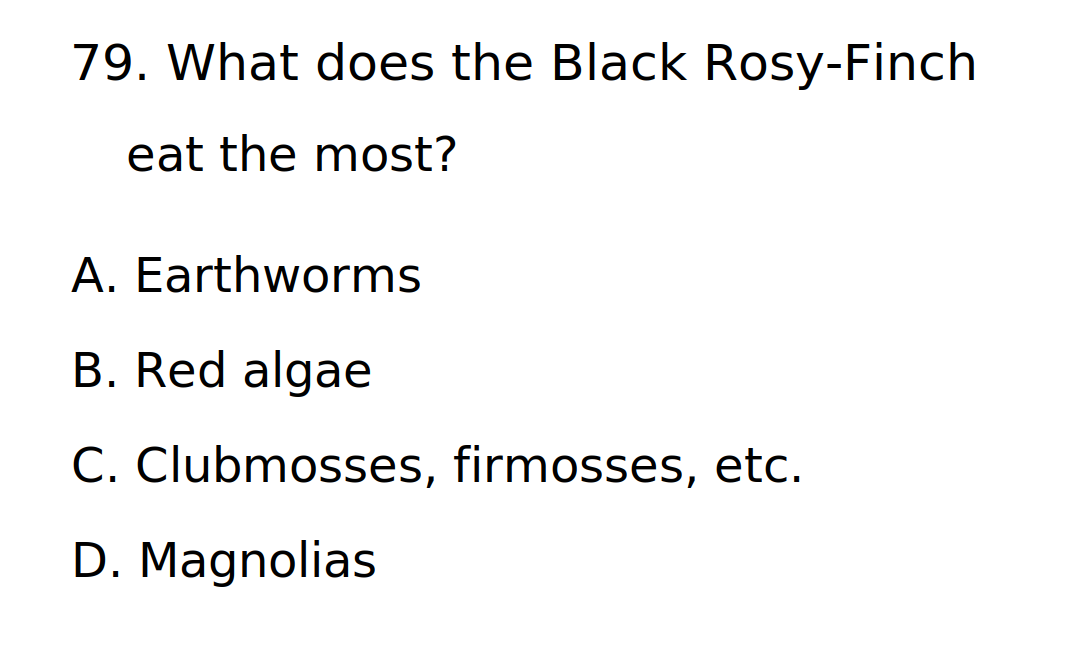 79. What does the Black Rosy-Finch
eat the most?
A. Earthworms
B. Red algae
C. Clubmosses, firmosses, etc.
D. Magnolias